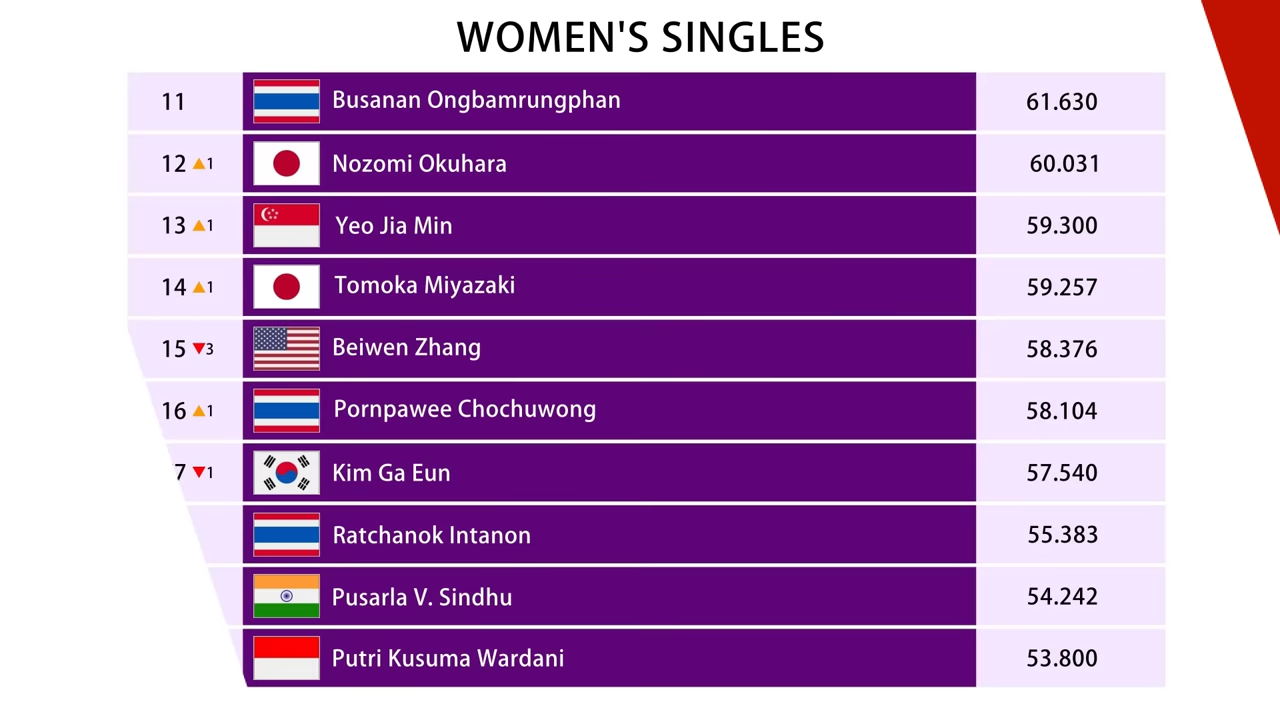 WOMEN'S SINGLES
11 Busanan Ongbamrungphan 61.630
12 ▲1 Nozomi Okuhara 60.031
13 ▲1 Yeo Jia Min 59.300
14 ▲1 Tomoka Miyazaki 59.257
15 ▼3 Beiwen Zhang 58.376
16 ▲1 Pornpawee Chochuwong 58.104
7 ▼1 Kim Ga Eun 57.540
Ratchanok Intanon 55.383
Pusarla V. Sindhu 54.242
Putri Kusuma Wardani 53.800